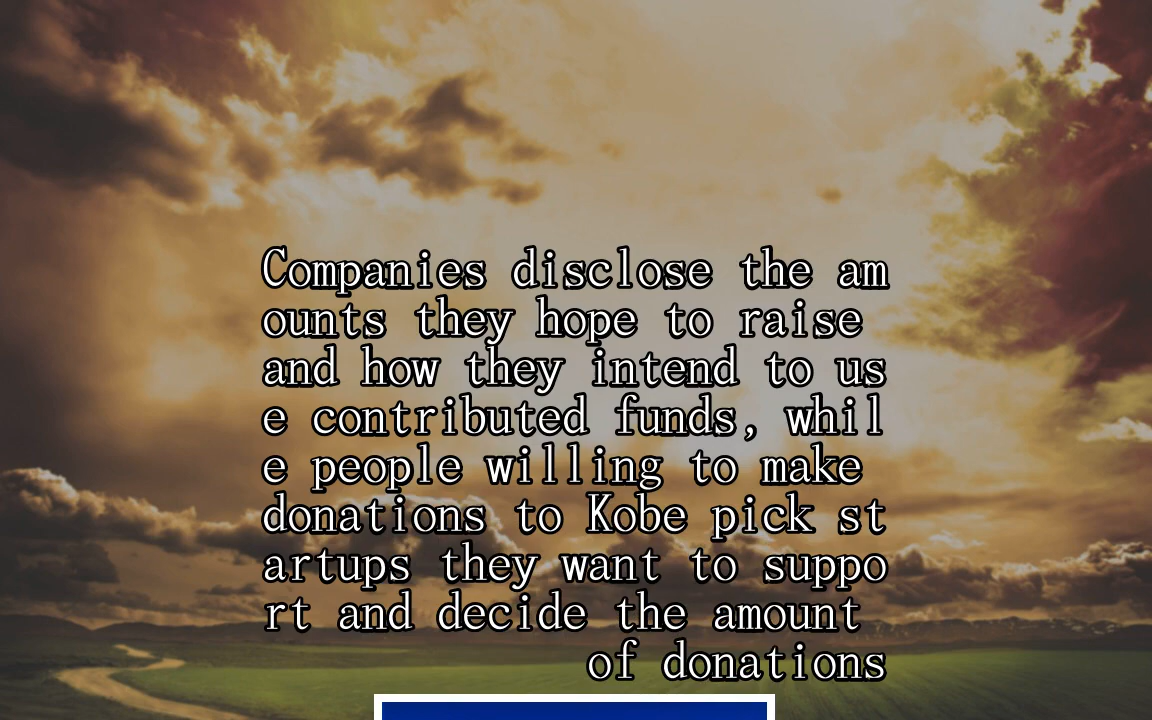 Companies disclose the am
ounts they hope to raise
and how they intend to us
e contributed funds, whil
e people willing to make
donations to Kobe pick st
artups they want to suppo
rt and decide the amount
of donations